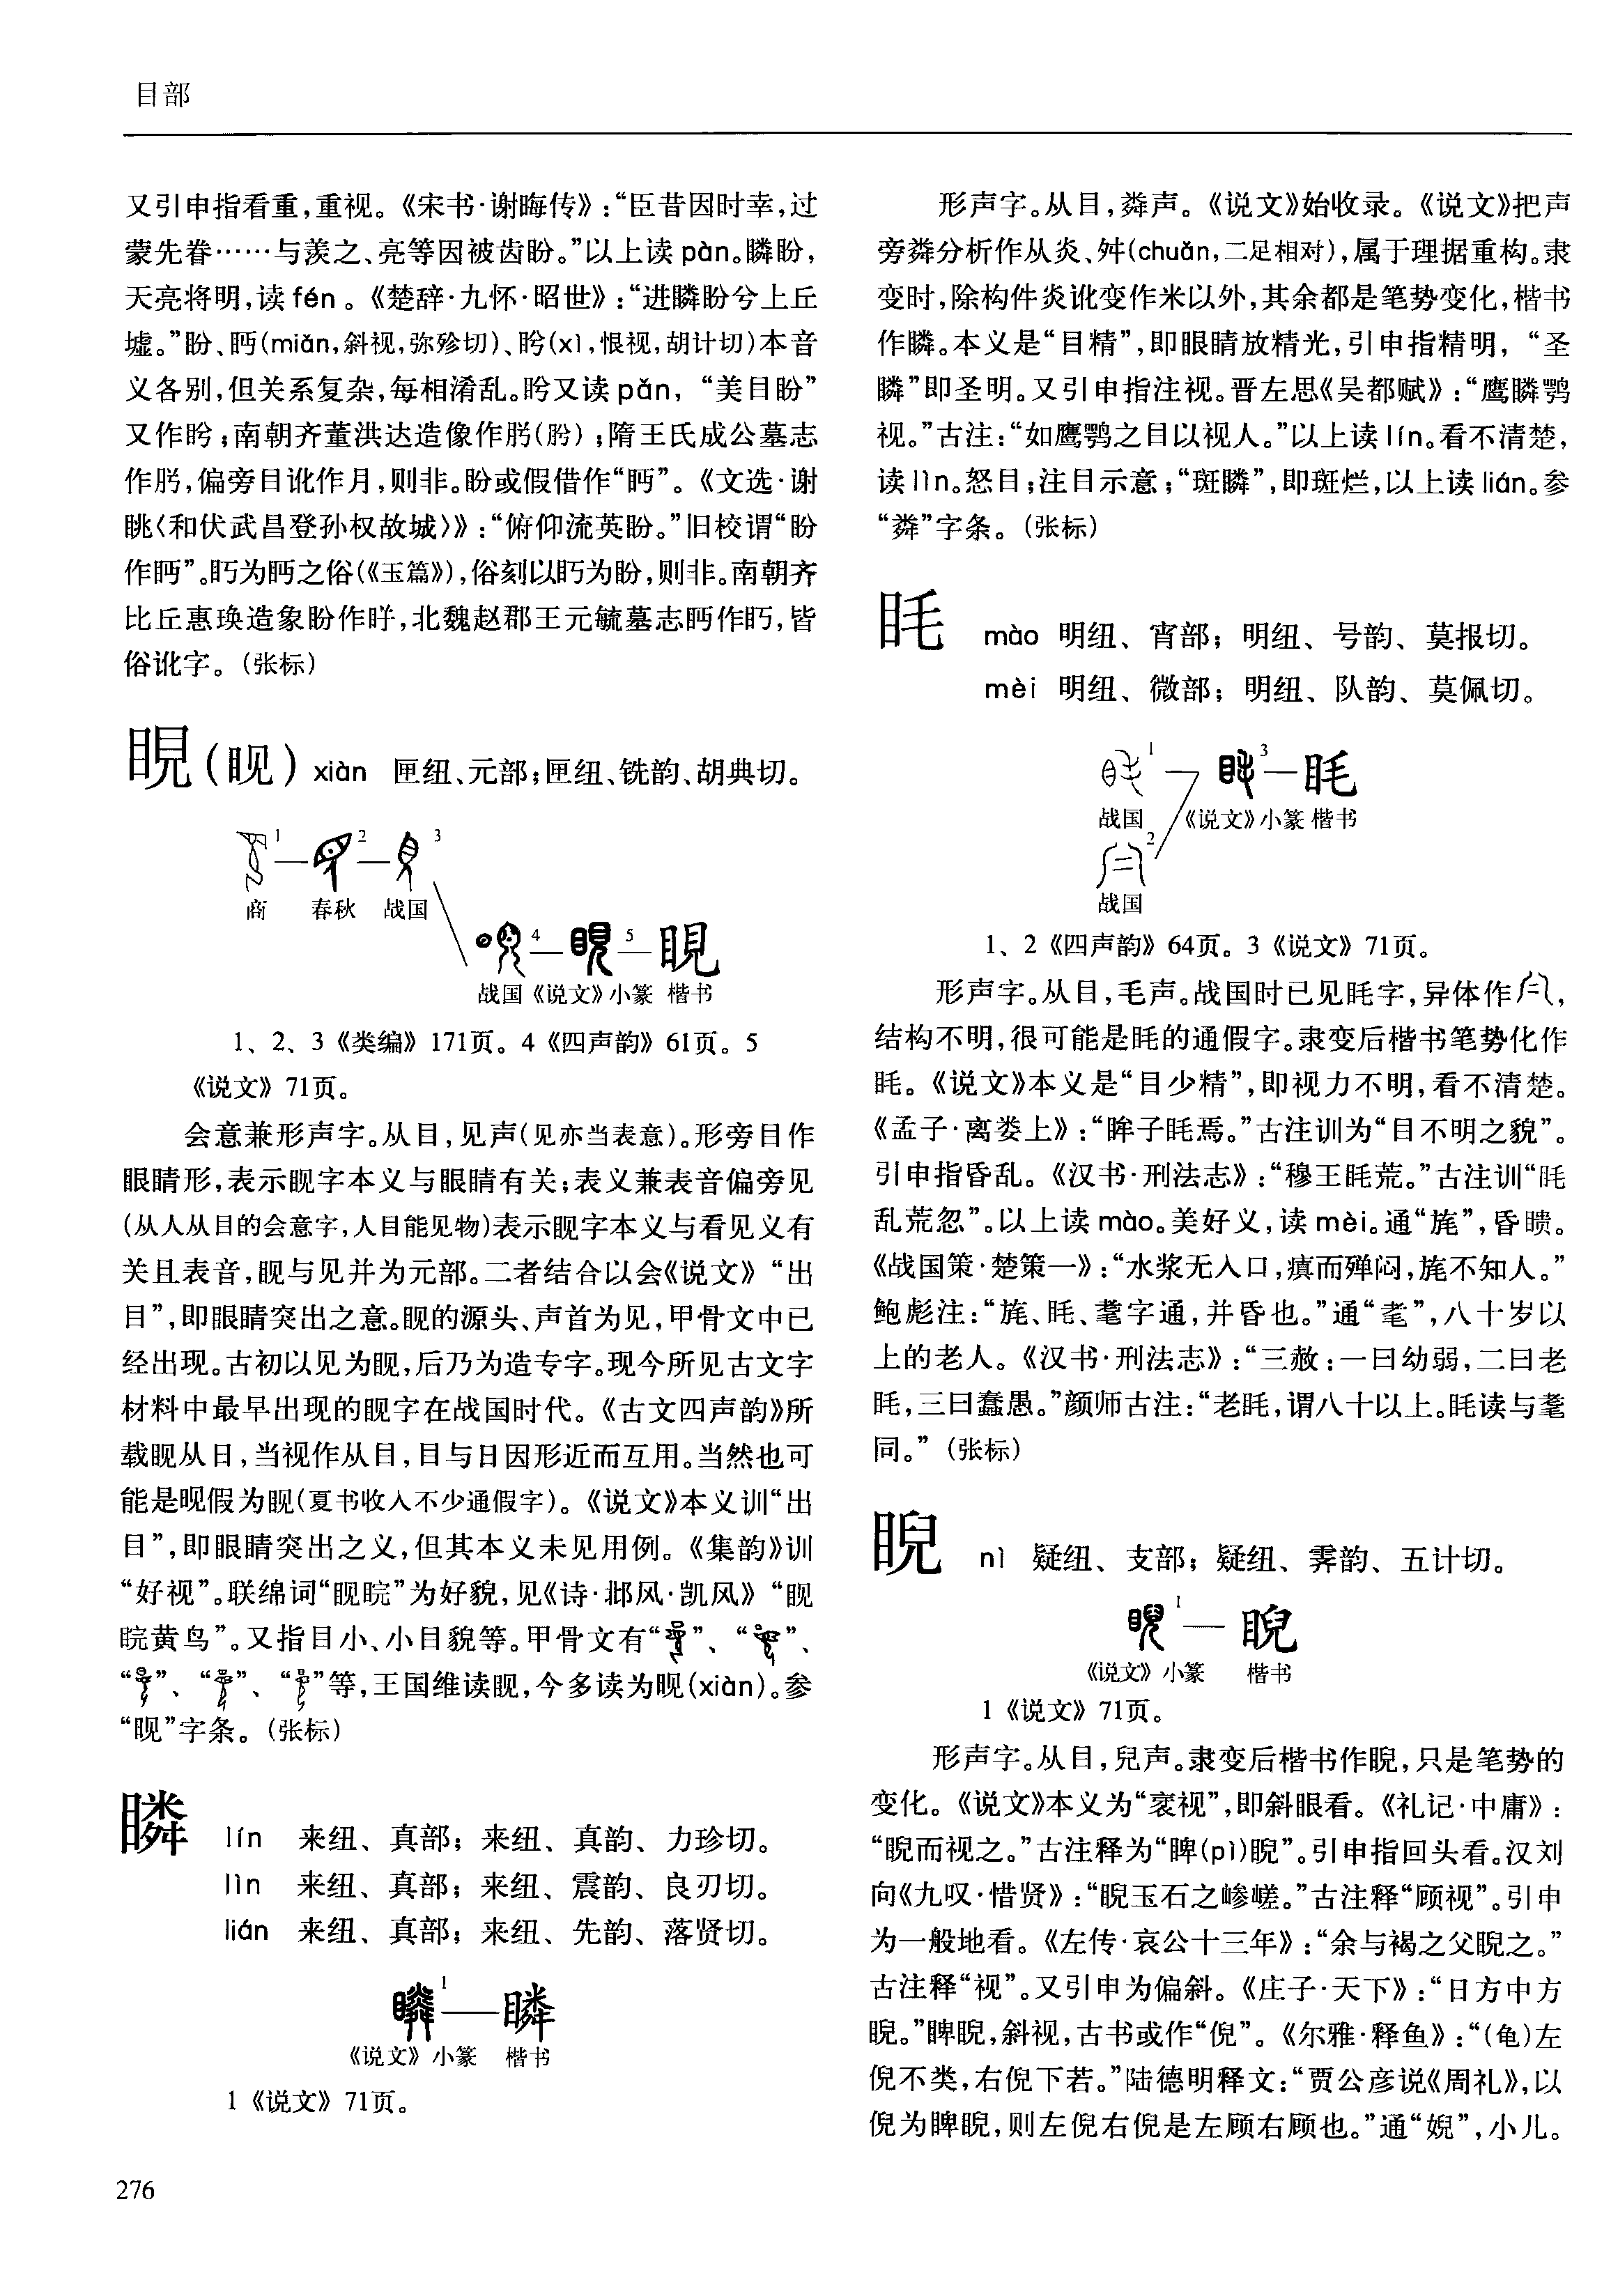 目部
又引申指看重，重视。《宋书·谢晦传》：“臣昔因时幸，过
蒙先眷……与羡之、亮等因被齿盼。”以上读 pàn。瞵盼，
天亮将明，读 fén 。《楚辞·九怀·昭世》：“进瞵盼兮上丘
墟。”盼、眄(miǎn，斜视，弥殄切)、盻(xì，恨视，胡计切)本音
义各别，但关系复杂，每相淆乱。盻又读 pǎn，“美目盼”
又作盻；南朝齐董洪达造像作
隋王氏成公墓志
偏旁目讹作月，则非。盼或假借作“眄”。《文选·谢
眺〈和伏武昌登孙权故城〉》：“俯仰流英盼。”旧校谓“盼
作眄”。眄为眄之俗(《玉篇》)，俗刻以眄为盼，则非。南朝齐
比丘惠瑍造象盼作盱，北魏赵郡王元毓墓志眄作
皆
俗讹字。(张标)
睍(𪾢) xiàn 匣纽、元部；匣纽、铣韵、胡典切。
1 2 3
商 春秋 战国
4 5 睍
战国《说文》小篆 楷书
1、2、3《类编》171页。4《四声韵》61页。5
《说文》71页。
会意兼形声字。从目，见声(见亦当表意)。形旁目作
眼睛形，表示𪾢字本义与眼睛有关；表义兼表音偏旁见
(从人从目的会意字，人目能见物)表示𪾢字本义与看见义有
关且表音，𪾢与见并为元部。二者结合以会《说文》“出
目”，即眼睛突出之意。𪾢的源头、声首为见，甲骨文中已
经出现。古初以见为𪾢，后乃为造专字。现今所见古文字
材料中最早出现的𪾢字在战国时代。《古文四声韵》所
载𪾢从日，当视作从目，目与日因形近而互用。当然也可
能是晛假为𪾢(夏书收入不少通假字)。《说文》本义训“出
目”，即眼睛突出之义，但其本义未见用例。《集韵》训
“好视”。联绵词“𪾢睆”为好貌，见《诗·邶风·凯风》“𪾢
睆黄鸟”。又指目小、小目貌等。甲骨文有“”、“”、
“”、“”、“”等，王国维读𪾢，今多读为晛(xiàn)。参
“晛”字条。(张标)
瞵 lín 来纽、真部；来纽、真韵、力珍切。
lìn 来纽、真部；来纽、震韵、良刃切。
lián 来纽、真部；来纽、先韵、落贤切。
1 瞵
《说文》小篆 楷书
1《说文》71页。
形声字。从目，粦声。《说文》始收录。《说文》把声
旁粦分析作从炎、舛(chuǎn，二足相对)，属于理据重构。隶
变时，除构件炎讹变作米以外，其余都是笔势变化，楷书
作瞵。本义是“目精”，即眼睛放精光，引申指精明，“圣
瞵”即圣明。又引申指注视。晋左思《吴都赋》：“鹰瞵鹗
视。”古注：“如鹰鹗之目以视人。”以上读 lín。看不清楚，
读 lìn。怒目；注目示意；“斑瞵”，即斑烂，以上读 lián。参
“粦”字条。(张标)
眊 mào 明纽、宵部；明纽、号韵、莫报切。
mèi 明纽、微部；明纽、队韵、莫佩切。
1 3 眊
战国 《说文》小篆 楷书
2
战国
1、2《四声韵》64页。3《说文》71页。
形声字。从目，毛声。战国时已见眊字，异体作，
结构不明，很可能是眊的通假字。隶变后楷书笔势化作
眊。《说文》本义是“目少精”，即视力不明，看不清楚。
《孟子·离娄上》：“眸子眊焉。”古注训为“目不明之貌”。
引申指昏乱。《汉书·刑法志》：“穆王眊荒。”古注训“眊
乱荒忽”。以上读 mào。美好义，读 mèi。通“旄”，昏瞆。
《战国策·楚策一》：“水浆无入口，瘨而殚闷，旄不知人。”
鲍彪注：“旄、眊、耄字通，并昏也。”通“耄”，八十岁以
上的老人。《汉书·刑法志》：“三赦：一曰幼弱，二曰老
眊，三曰蠢愚。”颜师古注：“老眊，谓八十以上。眊读与耄
同。”(张标)
睨 nì 疑纽、支部；疑纽、霁韵、五计切。
1 睨
《说文》小篆 楷书
1《说文》71页。
形声字。从目，兒声。隶变后楷书作睨，只是笔势的
变化。《说文》本义为“衺视”，即斜眼看。《礼记·中庸》：
“睨而视之。”古注释为“睥(pì)睨”。引申指回头看。汉刘
向《九叹·惜贤》：“睨玉石之㠁嵯。”古注释“顾视”。引申
为一般地看。《左传·哀公十三年》：“余与褐之父睨之。”
古注释“视”。又引申为偏斜。《庄子·天下》：“日方中方
睨。”睥睨，斜视，古书或作“倪”。《尔雅·释鱼》：“(龟)左
倪不类，右倪下若。”陆德明释文：“贾公彦说《周礼》，以
倪为睥睨，则左倪右倪是左顾右顾也。”通“婗”，小儿。
276